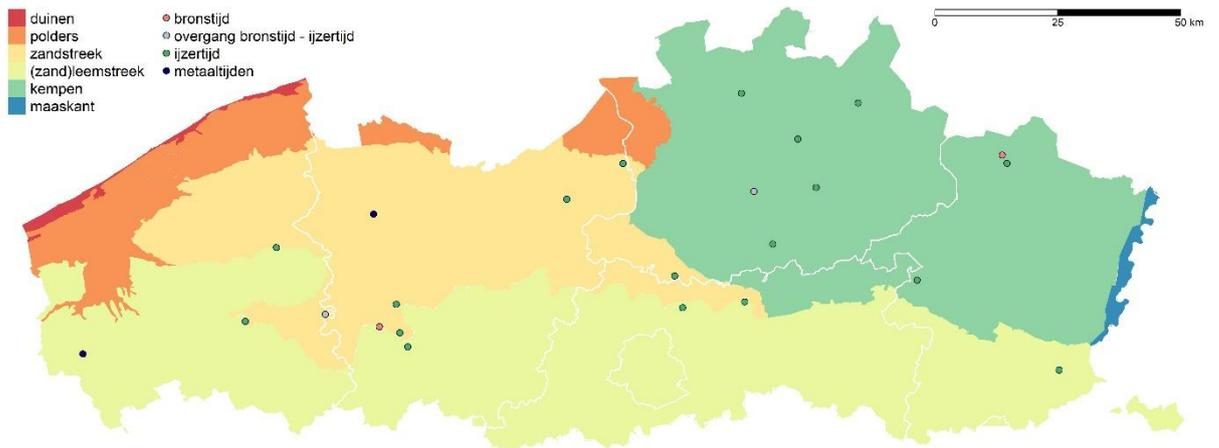 duinen
polders
zandstreek
(zand)leemstreek
kempen
maaskant
bronstijd
overgang bronstijd - ijzertijd
ijzertijd
metaaltijden
0 25 50 km